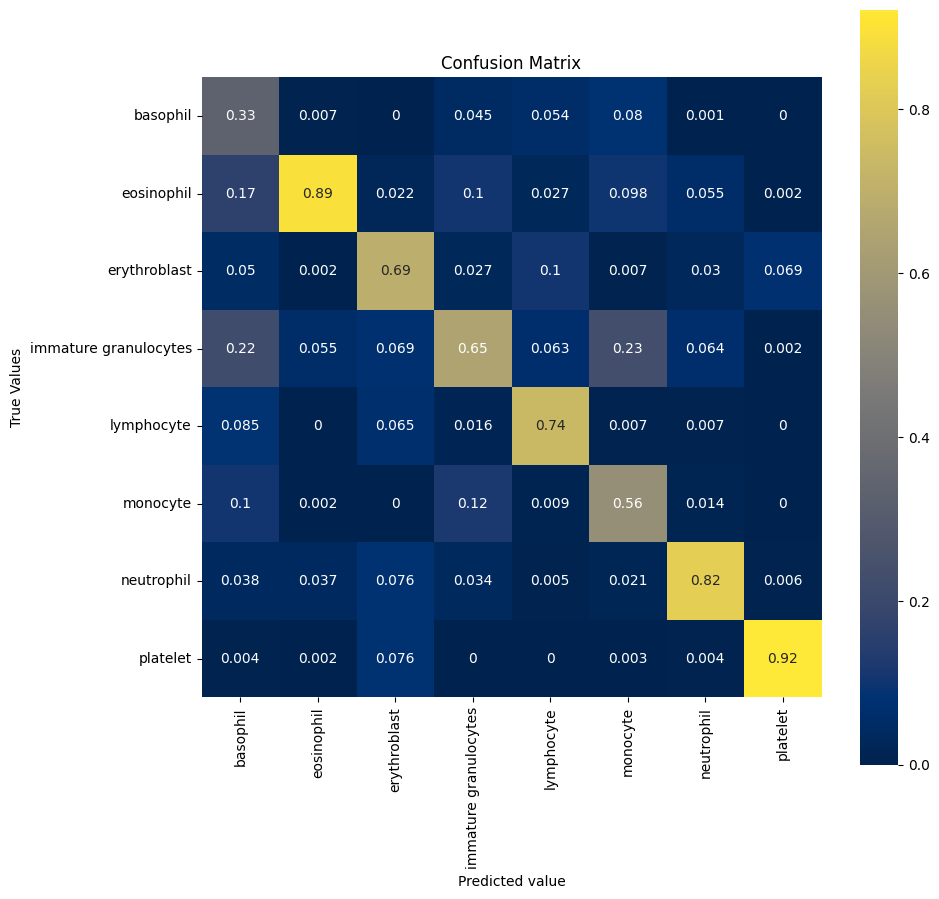 Confusion Matrix
True Values
basophil 0.33 0.007 0 0.045 0.054 0.08 0.001 0
eosinophil 0.17 0.89 0.022 0.1 0.027 0.098 0.055 0.002
erythroblast 0.05 0.002 0.69 0.027 0.1 0.007 0.03 0.069
immature granulocytes 0.22 0.055 0.069 0.65 0.063 0.23 0.064 0.002
lymphocyte 0.085 0 0.065 0.016 0.74 0.007 0.007 0
monocyte 0.1 0.002 0 0.12 0.009 0.56 0.014 0
neutrophil 0.038 0.037 0.076 0.034 0.005 0.021 0.82 0.006
platelet 0.004 0.002 0.076 0 0 0.003 0.004 0.92
basophil eosinophil erythroblast immature granulocytes lymphocyte monocyte neutrophil platelet
Predicted value
0.8
0.6
0.4
0.2
0.0